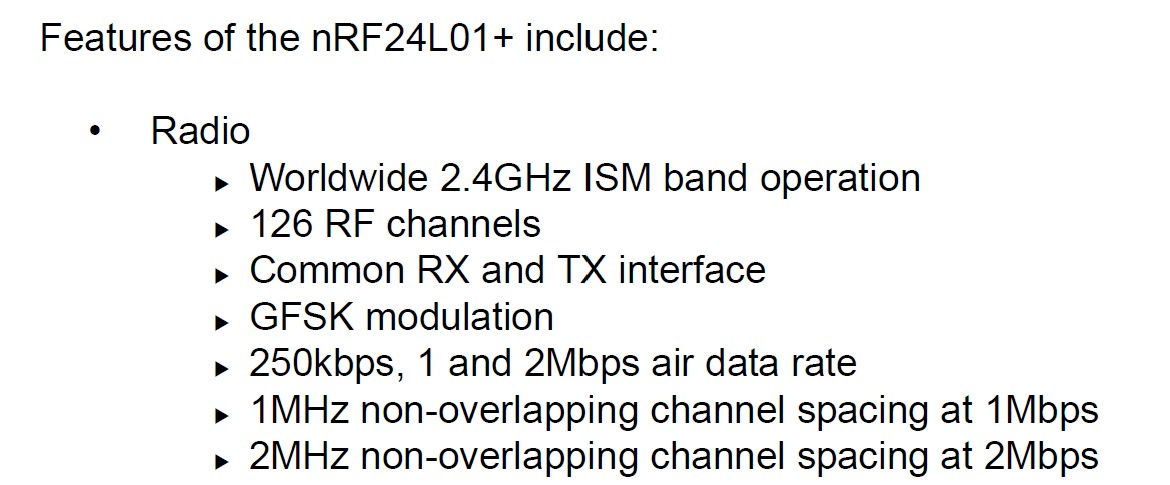 Features of the nRF24L01+ include:
• Radio
▸ Worldwide 2.4GHz ISM band operation
▸ 126 RF channels
▸ Common RX and TX interface
▸ GFSK modulation
▸ 250kbps, 1 and 2Mbps air data rate
▸ 1MHz non-overlapping channel spacing at 1Mbps
▸ 2MHz non-overlapping channel spacing at 2Mbps